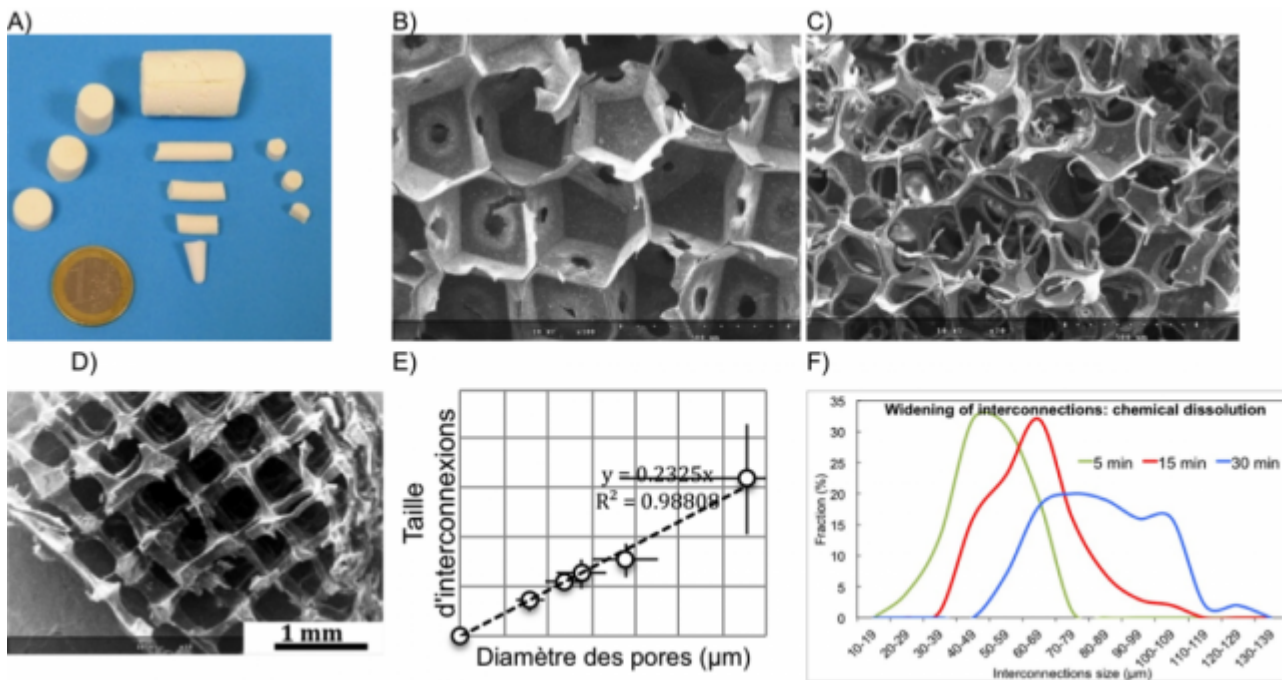 A)
B)
C)
D)
1 mm
E)
Taille
d'interconnexions
y = 0.2325x
R² = 0.98808
Diamètre des pores (µm)
F)
Widening of interconnections: chemical dissolution
5 min
15 min
30 min
Fraction (%)
35
30
25
20
15
10
5
0
10-19
20-29
30-39
40-49
50-59
60-69
70-79
80-89
90-99
100-109
110-119
120-129
130-139
Interconnections size (µm)